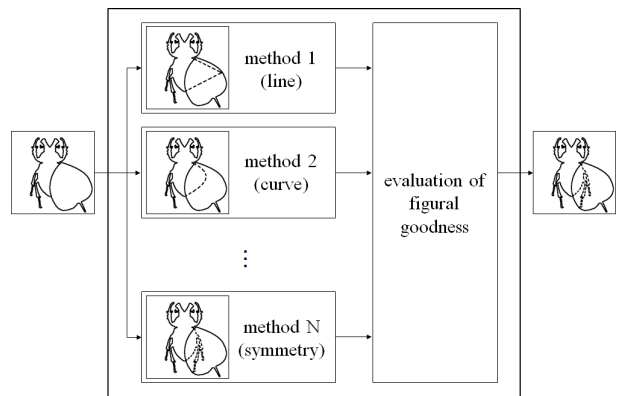 method 1
(line)
method 2
(curve)
⋮
method N
(symmetry)
evaluation of
figural
goodness